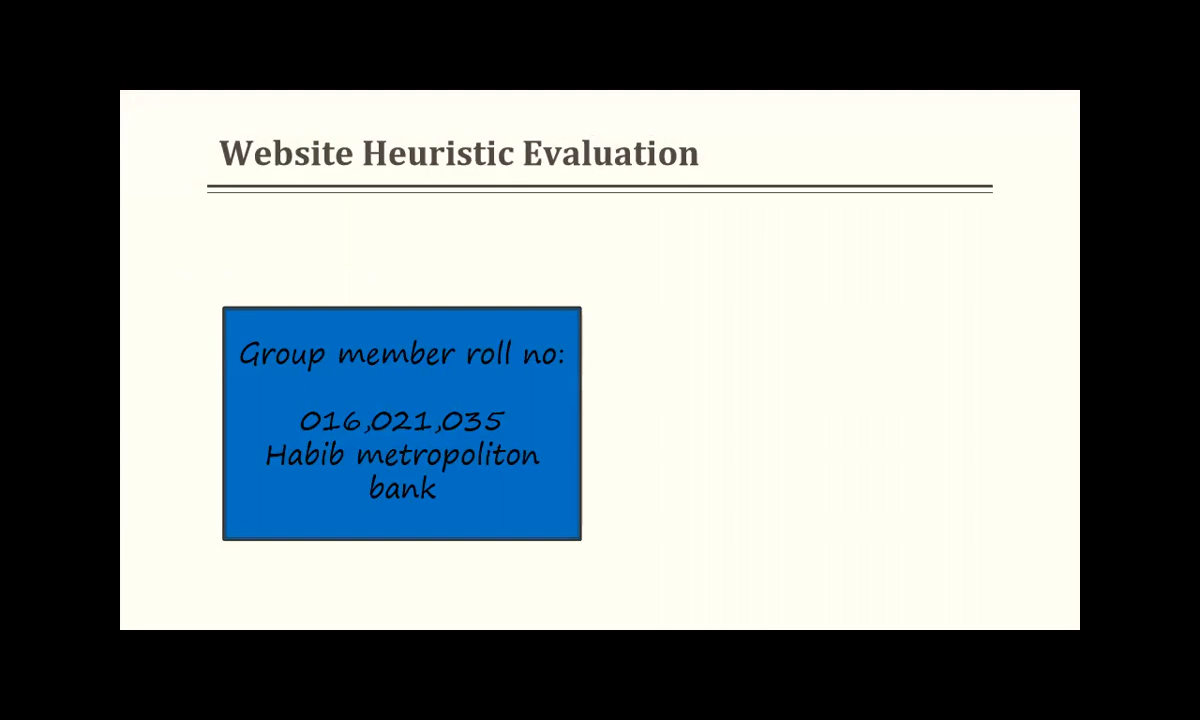 Website Heuristic Evaluation
Group member roll no:
016,021,035
Habib metropoliton
bank